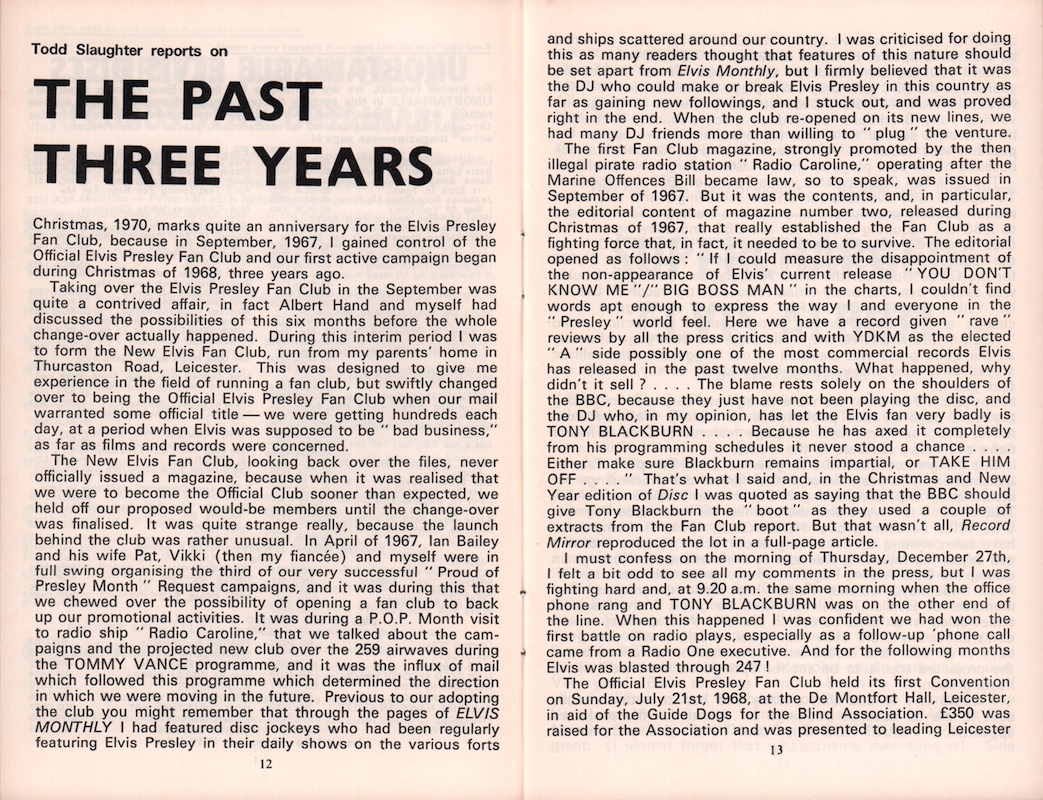 Todd Slaughter reports on
THE PAST
THREE YEARS
Christmas, 1970, marks quite an anniversary for the Elvis Presley
Fan Club, because in September, 1967, I gained control of the
Official Elvis Presley Fan Club and our first active campaign began
during Christmas of 1968, three years ago.
Taking over the Elvis Presley Fan Club in the September was
quite a contrived affair, in fact Albert Hand and myself had
discussed the possibilities of this six months before the whole
change-over actually happened. During this interim period I was
to form the New Elvis Fan Club, run from my parents' home in
Thurcaston Road, Leicester. This was designed to give me
experience in the field of running a fan club, but swiftly changed
over to being the Official Elvis Presley Fan Club when our mail
warranted some official title — we were getting hundreds each
day, at a period when Elvis was supposed to be " bad business,"
as far as films and records were concerned.
The New Elvis Fan Club, looking back over the files, never
officially issued a magazine, because when it was realised that
we were to become the Official Club sooner than expected, we
held off our proposed would-be members until the change-over
was finalised. It was quite strange really, because the launch
behind the club was rather unusual. In April of 1967, Ian Bailey
and his wife Pat, Vikki (then my fiancée) and myself were in
full swing organising the third of our very successful " Proud of
Presley Month " Request campaigns, and it was during this that
we chewed over the possibility of opening a fan club to back
up our promotional activities. It was during a P.O.P. Month visit
to radio ship " Radio Caroline," that we talked about the cam-
paigns and the projected new club over the 259 airwaves during
the TOMMY VANCE programme, and it was the influx of mail
which followed this programme which determined the direction
in which we were moving in the future. Previous to our adopting
the club you might remember that through the pages of ELVIS
MONTHLY I had featured disc jockeys who had been regularly
featuring Elvis Presley in their daily shows on the various forts
12
and ships scattered around our country. I was criticised for doing
this as many readers thought that features of this nature should
be set apart from Elvis Monthly, but I firmly believed that it was
the DJ who could make or break Elvis Presley in this country as
far as gaining new followings, and I stuck out, and was proved
right in the end. When the club re-opened on its new lines, we
had many DJ friends more than willing to " plug " the venture.
The first Fan Club magazine, strongly promoted by the then
illegal pirate radio station " Radio Caroline," operating after the
Marine Offences Bill became law, so to speak, was issued in
September of 1967. But it was the contents, and, in particular,
the editorial content of magazine number two, released during
Christmas of 1967, that really established the Fan Club as a
fighting force that, in fact, it needed to be to survive. The editorial
opened as follows : " If I could measure the disappointment of
the non-appearance of Elvis' current release " YOU DON'T
KNOW ME "/" BIG BOSS MAN " in the charts, I couldn't find
words apt enough to express the way I and everyone in the
" Presley " world feel. Here we have a record given " rave "
reviews by all the press critics and with YDKM as the elected
" A " side possibly one of the most commercial records Elvis
has released in the past twelve months. What happened, why
didn't it sell ? . . . . The blame rests solely on the shoulders of
the BBC, because they just have not been playing the disc, and
the DJ who, in my opinion, has let the Elvis fan very badly is
TONY BLACKBURN . . . . Because he has axed it completely
from his programming schedules it never stood a chance . . . .
Either make sure Blackburn remains impartial, or TAKE HIM
OFF . . . . " That's what I said and, in the Christmas and New
Year edition of Disc I was quoted as saying that the BBC should
give Tony Blackburn the " boot " as they used a couple of
extracts from the Fan Club report. But that wasn't all, Record
Mirror reproduced the lot in a full-page article.
I must confess on the morning of Thursday, December 27th,
I felt a bit odd to see all my comments in the press, but I was
fighting hard and, at 9.20 a.m. the same morning when the office
phone rang and TONY BLACKBURN was on the other end of
the line. When this happened I was confident we had won the
first battle on radio plays, especially as a follow-up 'phone call
came from a Radio One executive. And for the following months
Elvis was blasted through 247 !
The Official Elvis Presley Fan Club held its first Convention
on Sunday, July 21st, 1968, at the De Montfort Hall, Leicester,
in aid of the Guide Dogs for the Blind Association. £350 was
raised for the Association and was presented to leading Leicester
13